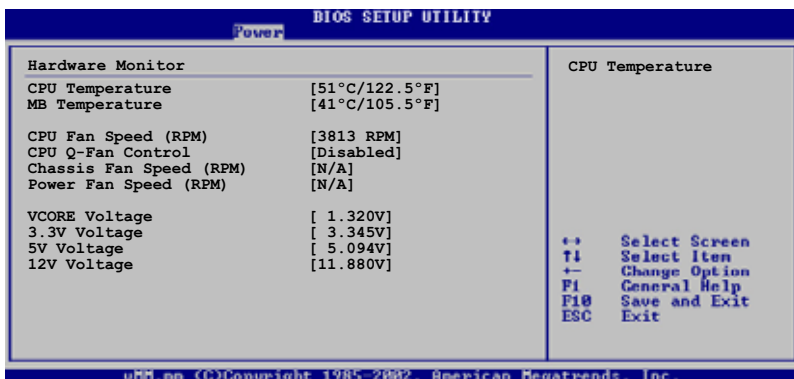 BIOS SETUP UTILITY
Power
Hardware Monitor
CPU Temperature [51°C/122.5°F]
MB Temperature [41°C/105.5°F]
CPU Fan Speed (RPM) [3813 RPM]
CPU Q-Fan Control [Disabled]
Chassis Fan Speed (RPM) [N/A]
Power Fan Speed (RPM) [N/A]
VCORE Voltage [ 1.320V]
3.3V Voltage [ 3.345V]
5V Voltage [ 5.094V]
12V Voltage [11.880V]
CPU Temperature
↔ Select Screen
↑↓ Select Item
+- Change Option
F1 General Help
F10 Save and Exit
ESC Exit
(C)Copyright 1985-2002, American Megatrends, Inc.